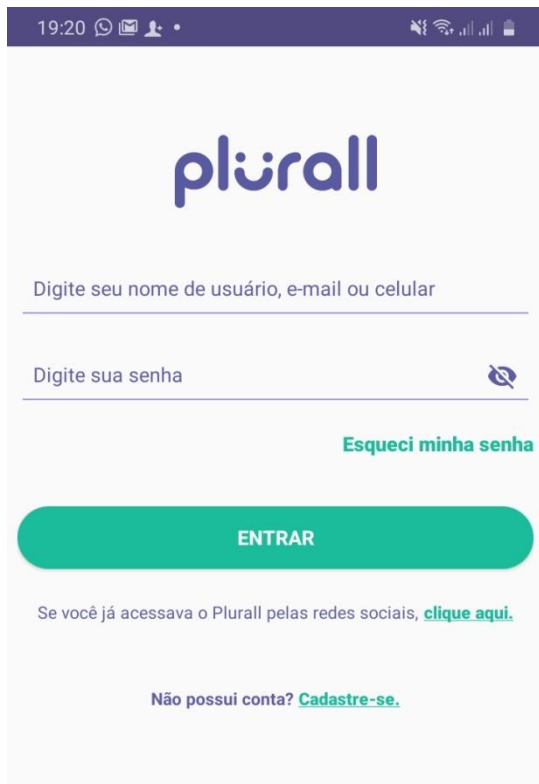 19:20
plurall
Digite seu nome de usuário, e-mail ou celular
Digite sua senha
Esqueci minha senha
ENTRAR
Se você já acessava o Plurall pelas redes sociais, clique aqui.
Não possui conta? Cadastre-se.